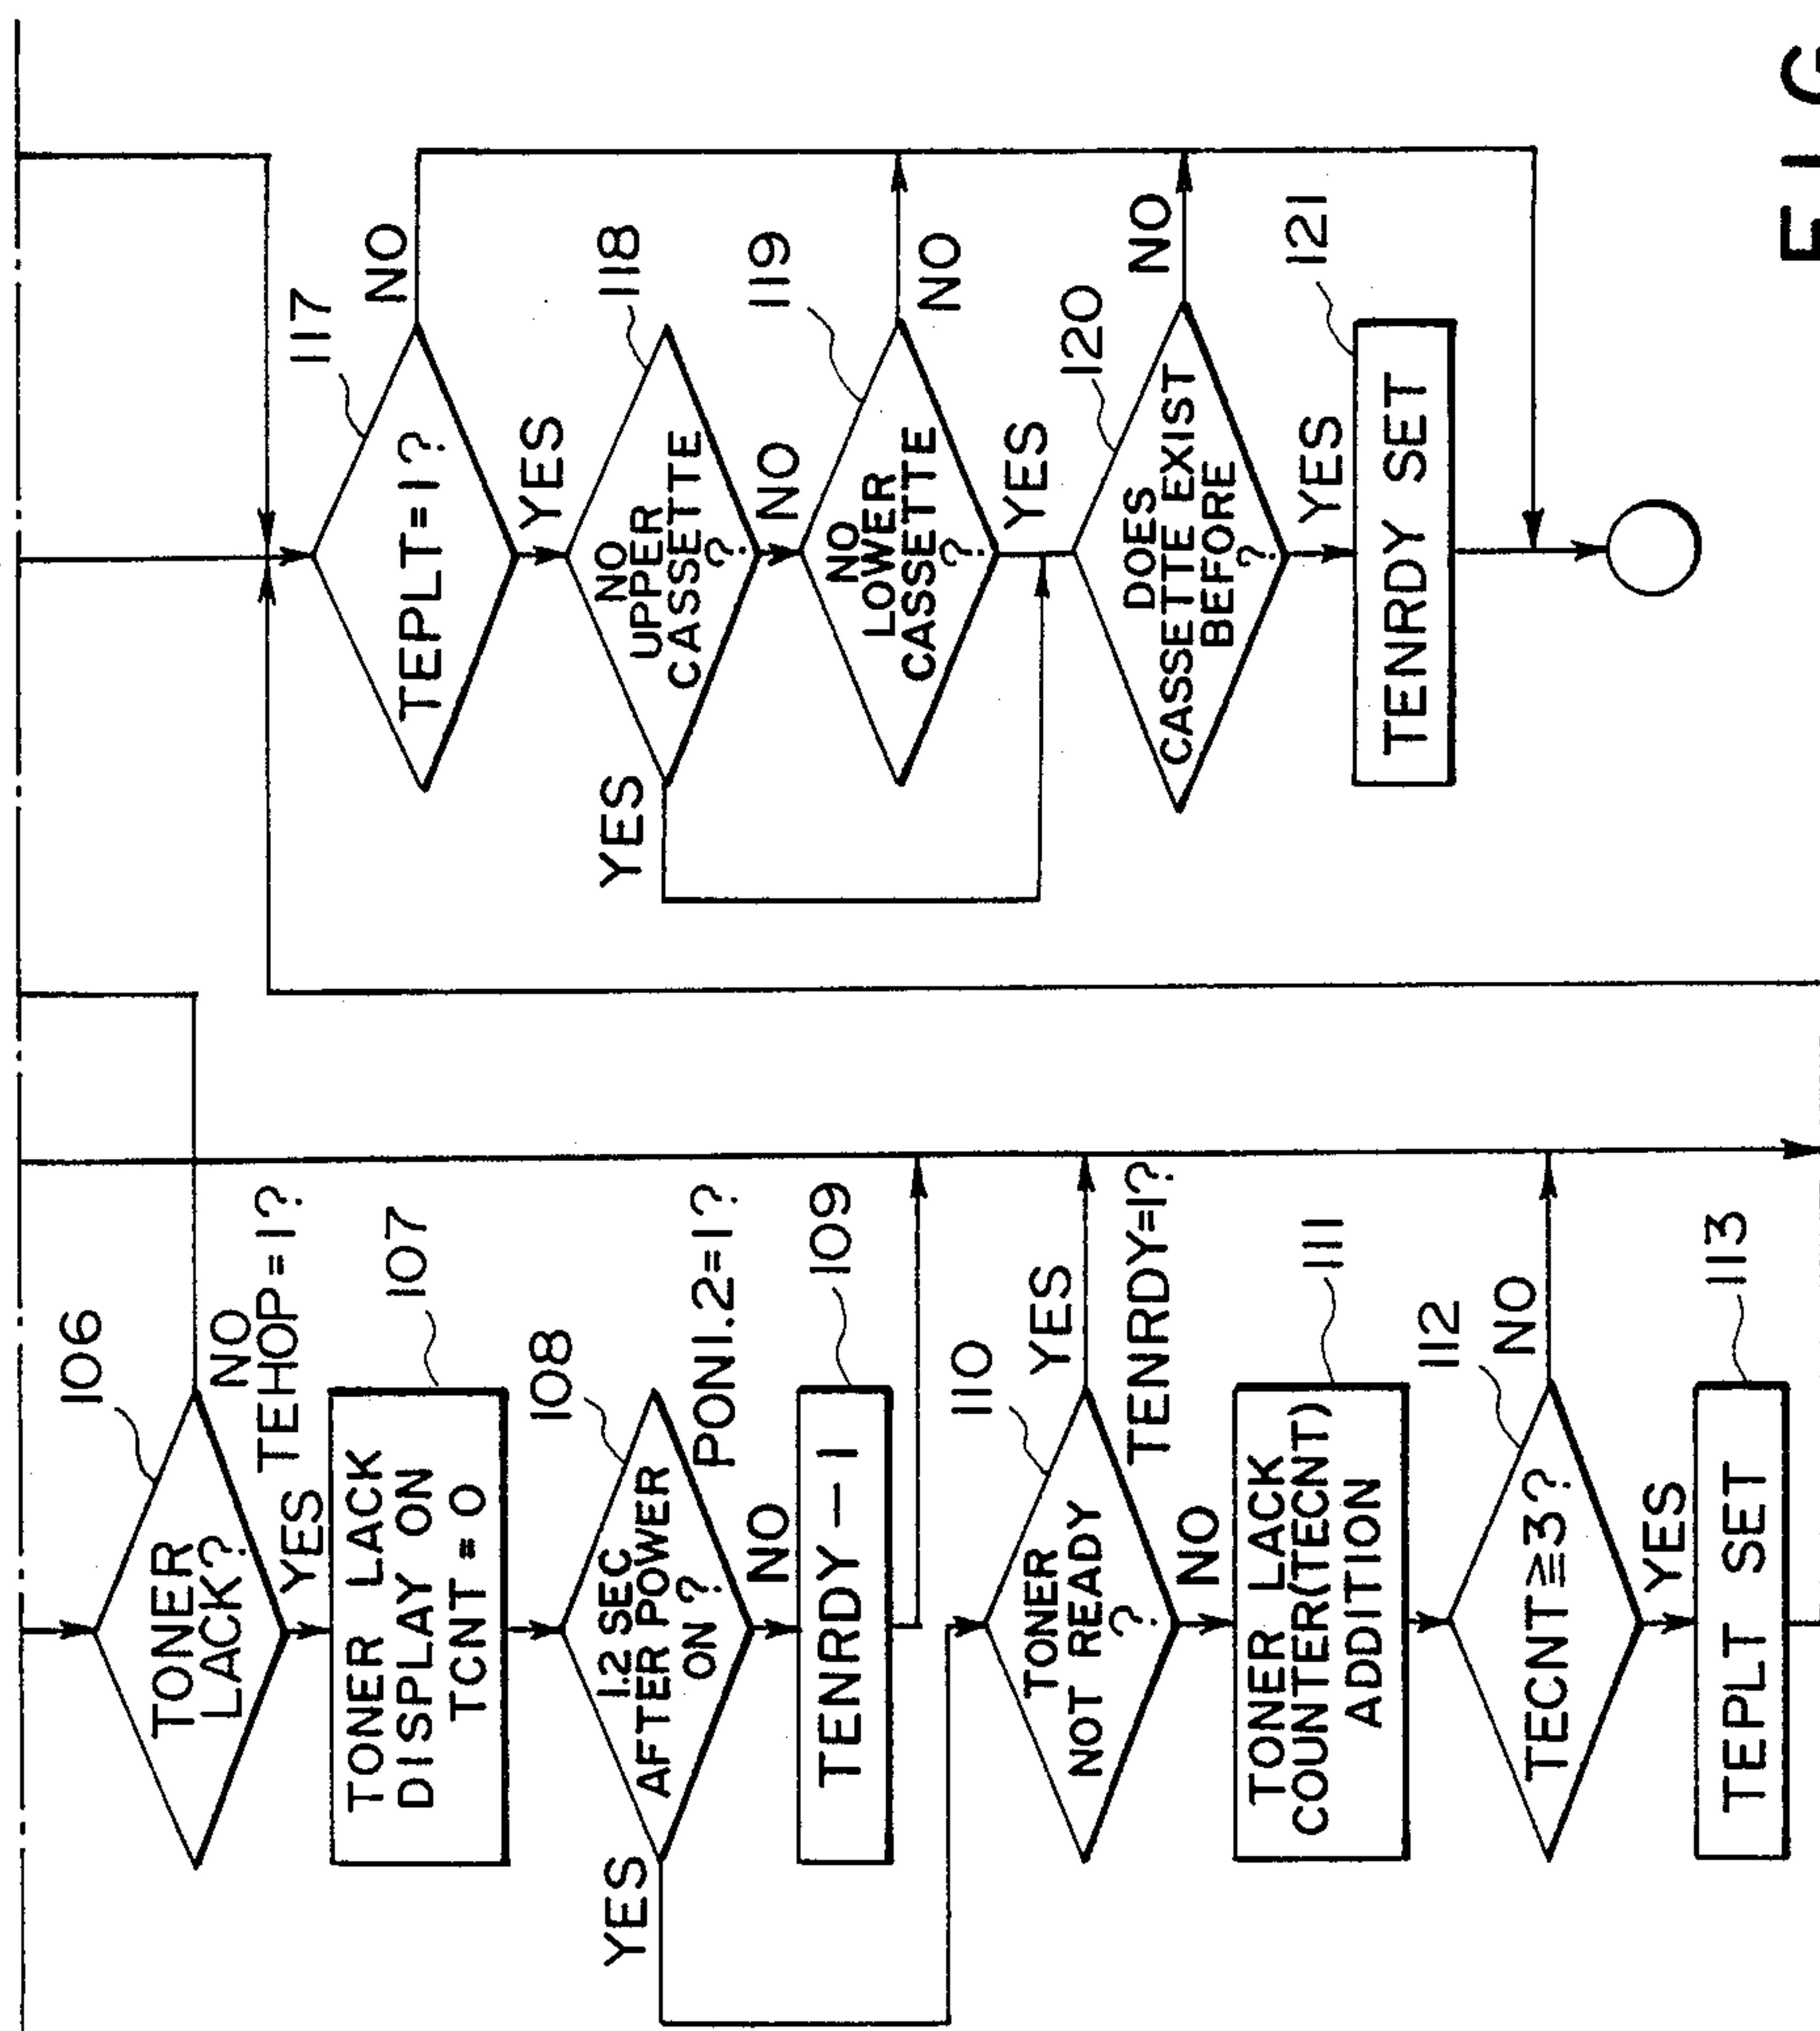 106
TONER
LACK?
NO
TEHOP=1?
YES
107
TONER LACK
DISPLAY ON
TCNT=0
108
1.2 SEC
AFTER POWER
ON?
YES
PON1.2=1?
NO
109
TENRDY-1
110
TONER
NOT READY
?
YES
TENRDY=1?
NO
111
TONER LACK
COUNTER(TECNT)
ADDITION
112
TECNT≧3?
NO
YES
113
TEPLT SET
117
TEPLT=1?
NO
YES
118
NO
UPPER
CASSETTE
?
YES
NO
119
NO
LOWER
CASSETTE
?
NO
YES
120
DOES
CASSETTE EXIST
BEFORE
?
NO
YES
121
TENRDY SET
FIG